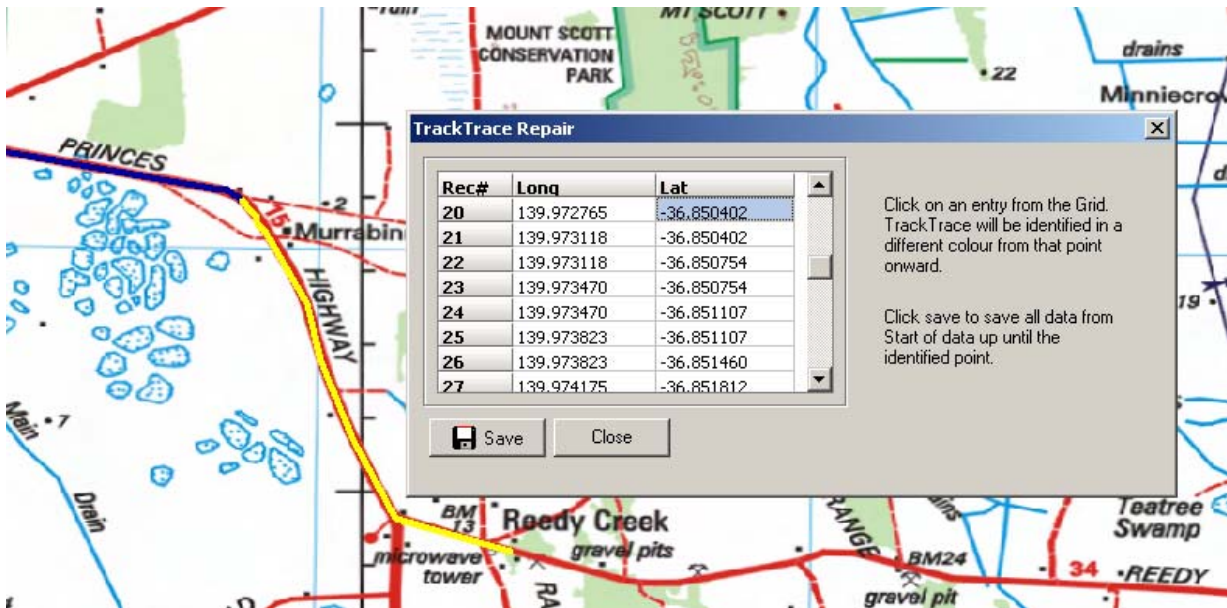 MT SCOTT
MOUNT SCOTT
CONSERVATION
PARK
drains
22
PRINCES
15
2
HIGHWAY
TrackTrace Repair
Rec# Long Lat
20 139.972765 -36.850402
21 139.973118 -36.850402
22 139.973118 -36.850754
23 139.973470 -36.850754
24 139.973470 -36.851107
25 139.973823 -36.851107
26 139.973823 -36.851460
27 139.974175 -36.851812
Click on an entry from the Grid.
TrackTrace will be identified in a
different colour from that point
onward.
Click save to save all data from
Start of data up until the
identified point.
Save Close
19
Main
7
Drain
BM
13
Reedy Creek
microwave
tower
gravel pits
RANGE
BM24
gravel pit
Teatree
Swamp
34
REEDY